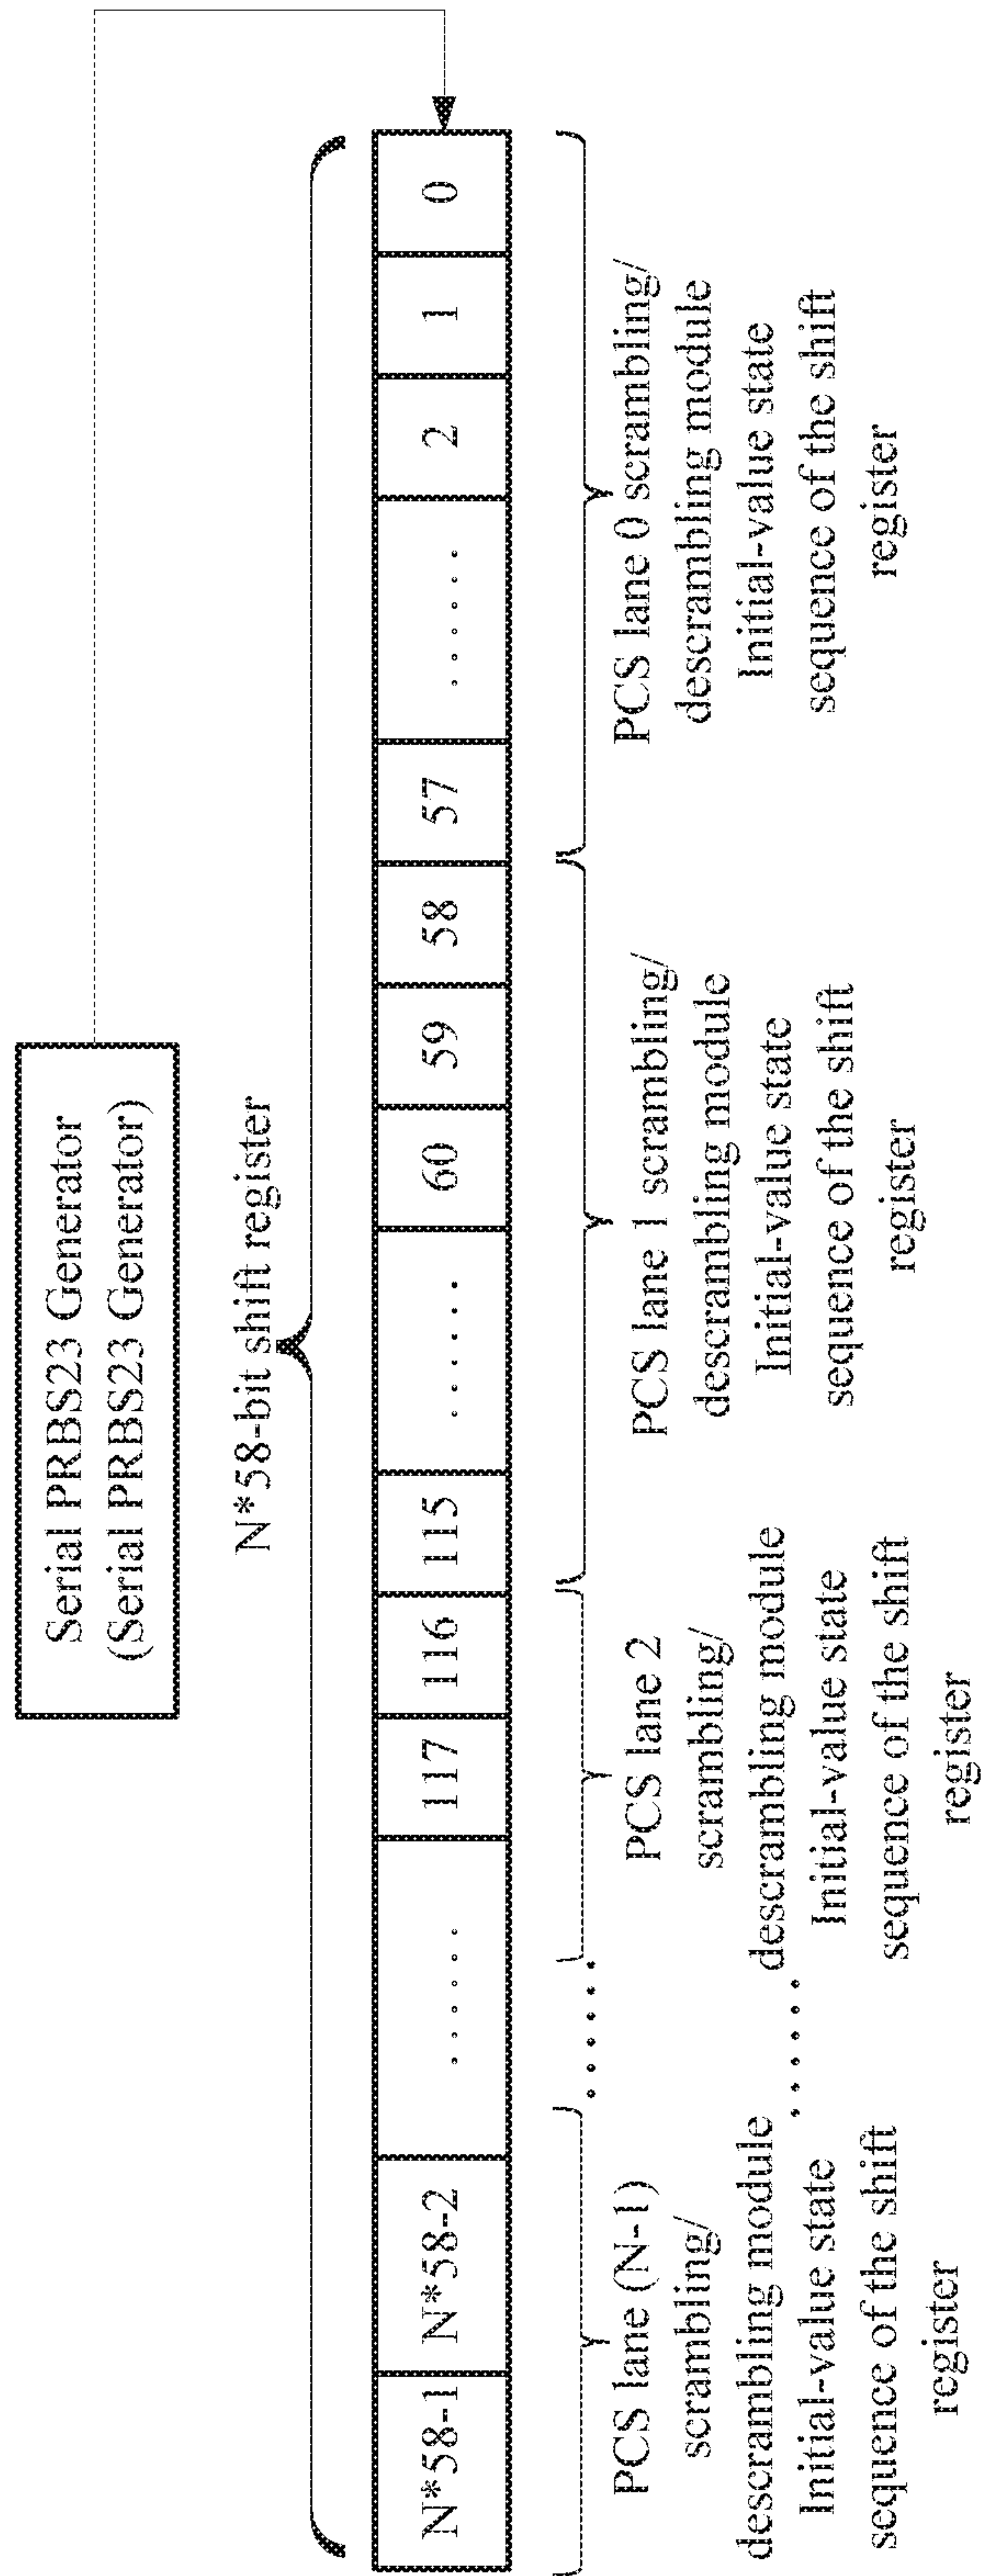 Serial PRBS23 Generator
(Serial PRBS23 Generator)
N*58-bit shift register
N*58-1 N*58-2 ...... 117 116 115 ...... 60 59 58 57 ...... 2 1 0
PCS lane (N-1)
scrambling/
descrambling module
Initial-value state
sequence of the shift
register
......
......
PCS lane 2
scrambling/
descrambling module
Initial-value state
sequence of the shift
register
PCS lane 1 scrambling/
descrambling module
Initial-value state
sequence of the shift
register
PCS lane 0 scrambling/
descrambling module
Initial-value state
sequence of the shift
register